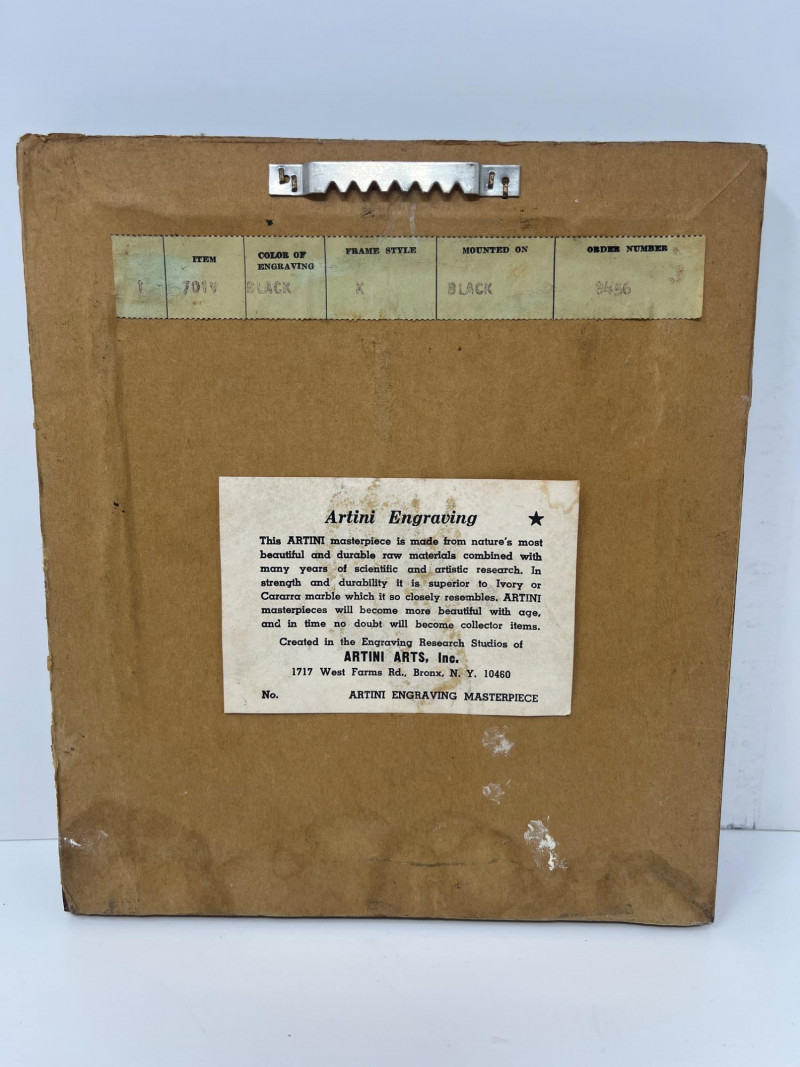 ITEM COLOR OF ENGRAVING FRAME STYLE MOUNTED ON ORDER NUMBER
1 BLACK K BLACK
Artini Engraving ★
This ARTINI masterpiece is made from nature's most
beautiful and durable raw materials combined with
many years of scientific and artistic research. In
strength and durability it is superior to Ivory or
Cararra marble which it so closely resembles. ARTINI
masterpieces will become more beautiful with age,
and in time no doubt will become collector items.
Created in the Engraving Research Studios of
ARTINI ARTS, Inc.
1717 West Farms Rd., Bronx, N. Y. 10460
No. ARTINI ENGRAVING MASTERPIECE